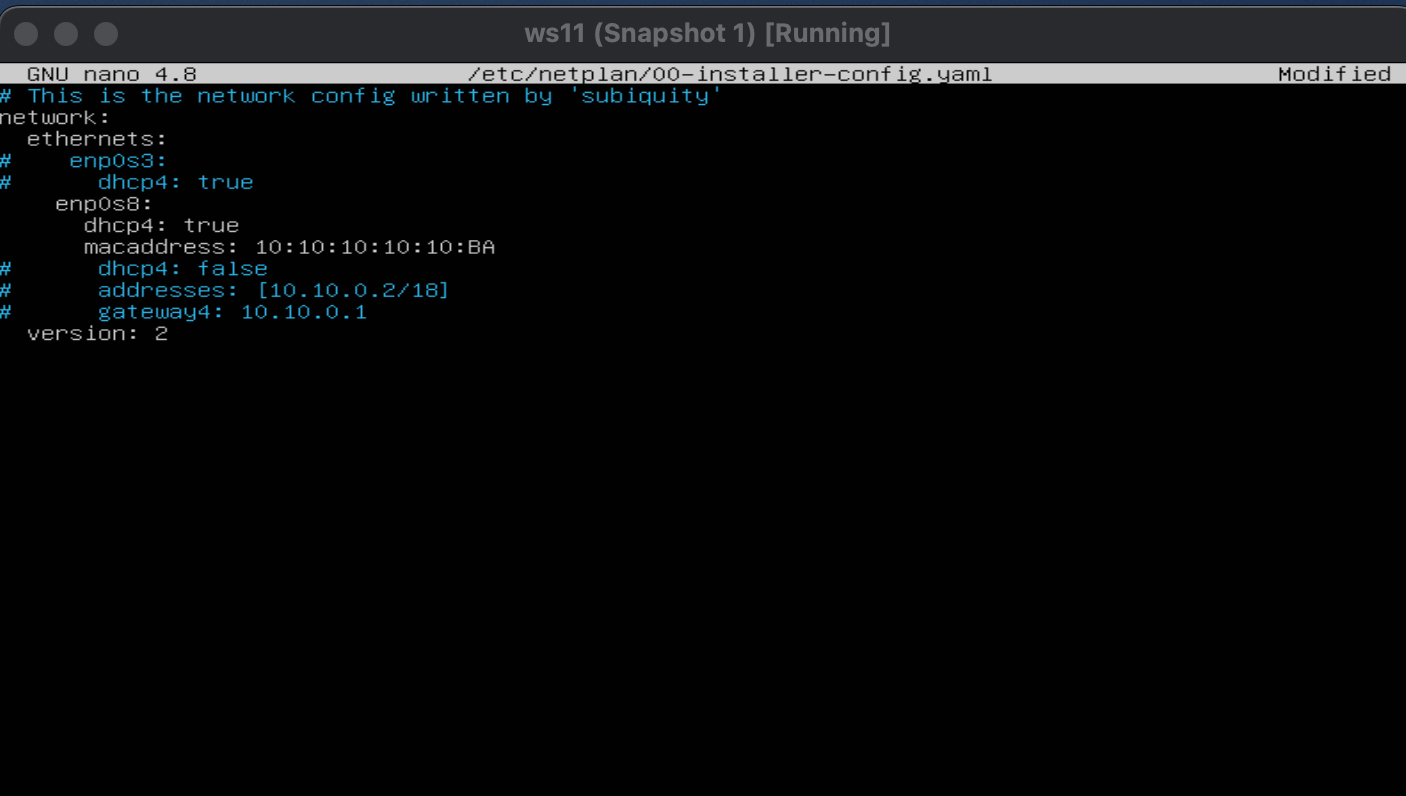 ws11 (Snapshot 1) [Running]
GNU nano 4.8 /etc/netplan/00-installer-config.yaml Modified
# This is the network config written by 'subiquity'
network:
  ethernets:
#    enp0s3:
#      dhcp4: true
    enp0s8:
      dhcp4: true
      macaddress: 10:10:10:10:10:BA
#      dhcp4: false
#      addresses: [10.10.0.2/18]
#      gateway4: 10.10.0.1
  version: 2